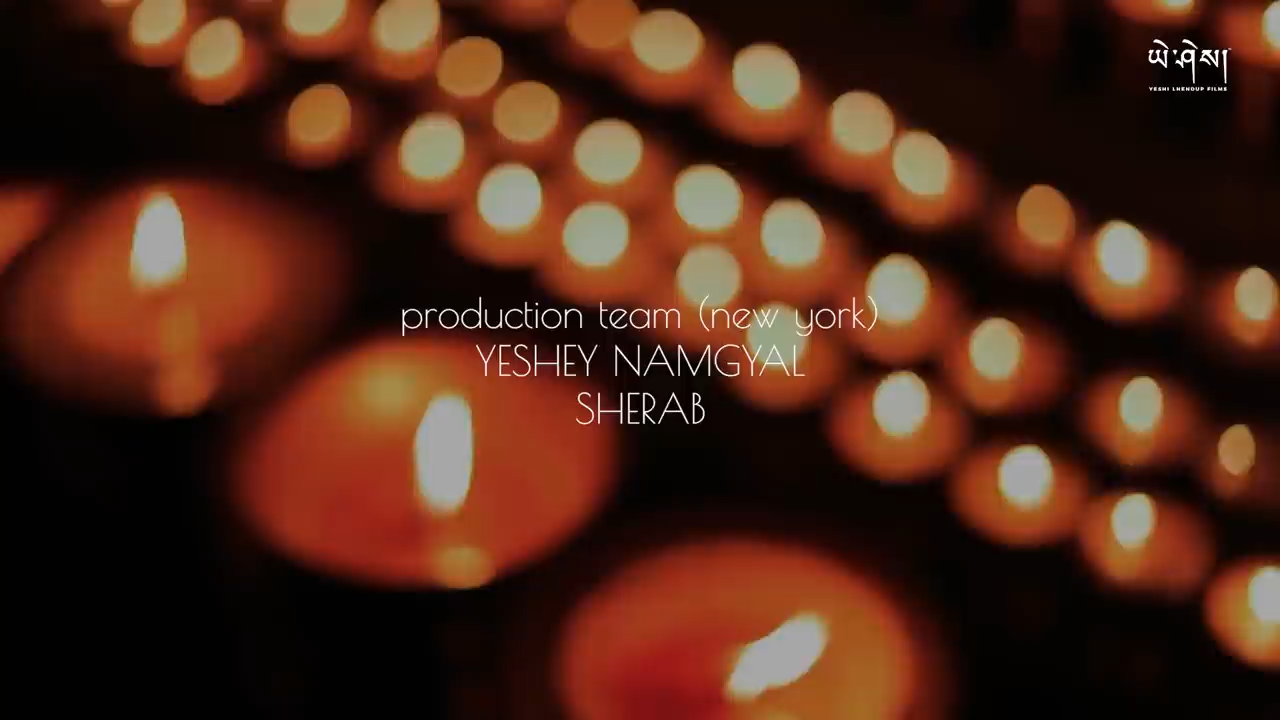 ཡེ་ཤེས།
YESHI LHENDUP FILMS
production team (new york)
YESHEY NAMGYAL
SHERAB